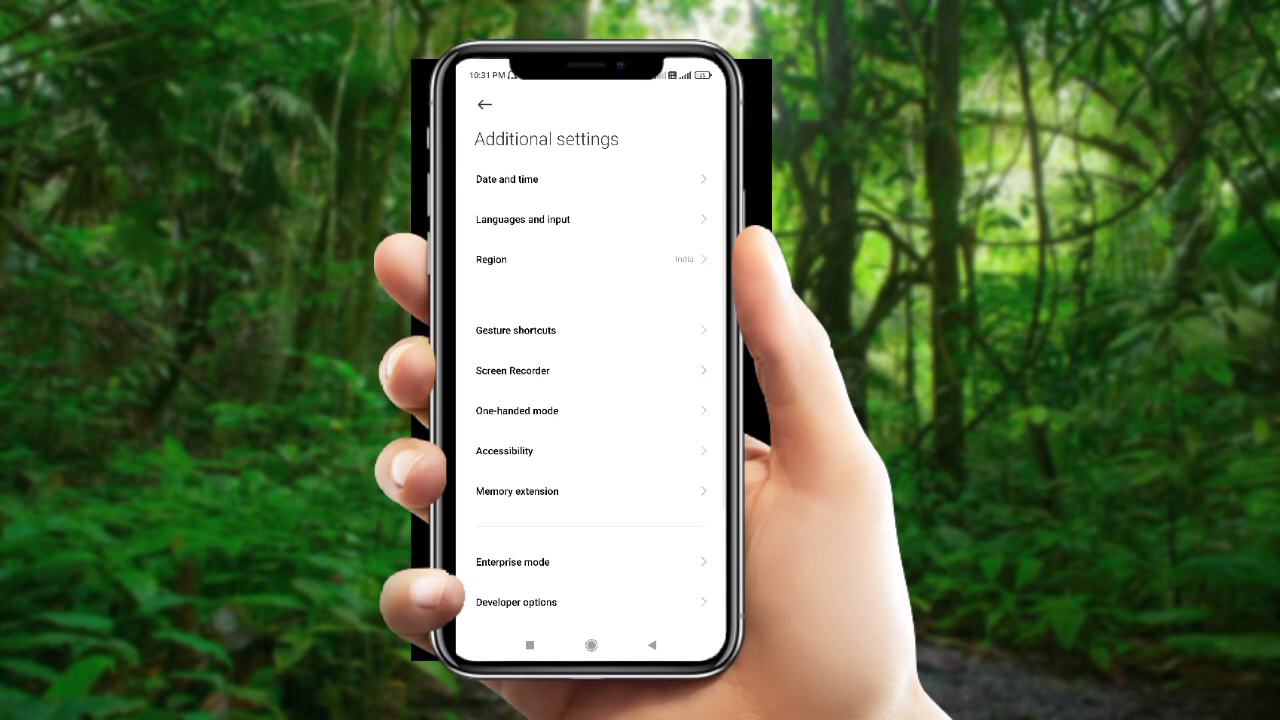 10:31 PM
25
Additional settings
Date and time
Languages and input
Region India
Gesture shortcuts
Screen Recorder
One-handed mode
Accessibility
Memory extension
Enterprise mode
Developer options